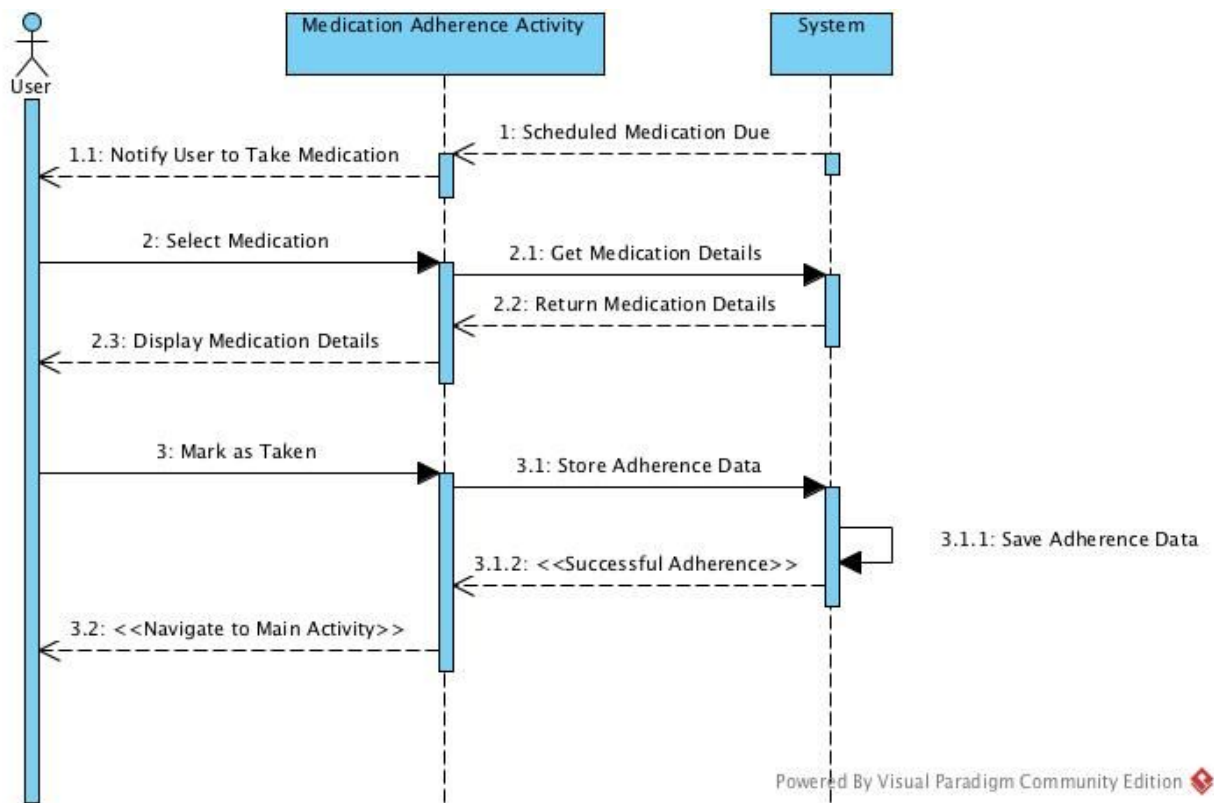 Medication Adherence Activity
System
User
1: Scheduled Medication Due
1.1: Notify User to Take Medication
2: Select Medication
2.1: Get Medication Details
2.2: Return Medication Details
2.3: Display Medication Details
3: Mark as Taken
3.1: Store Adherence Data
3.1.1: Save Adherence Data
3.1.2: <<Successful Adherence>>
3.2: <<Navigate to Main Activity>>
Powered By Visual Paradigm Community Edition